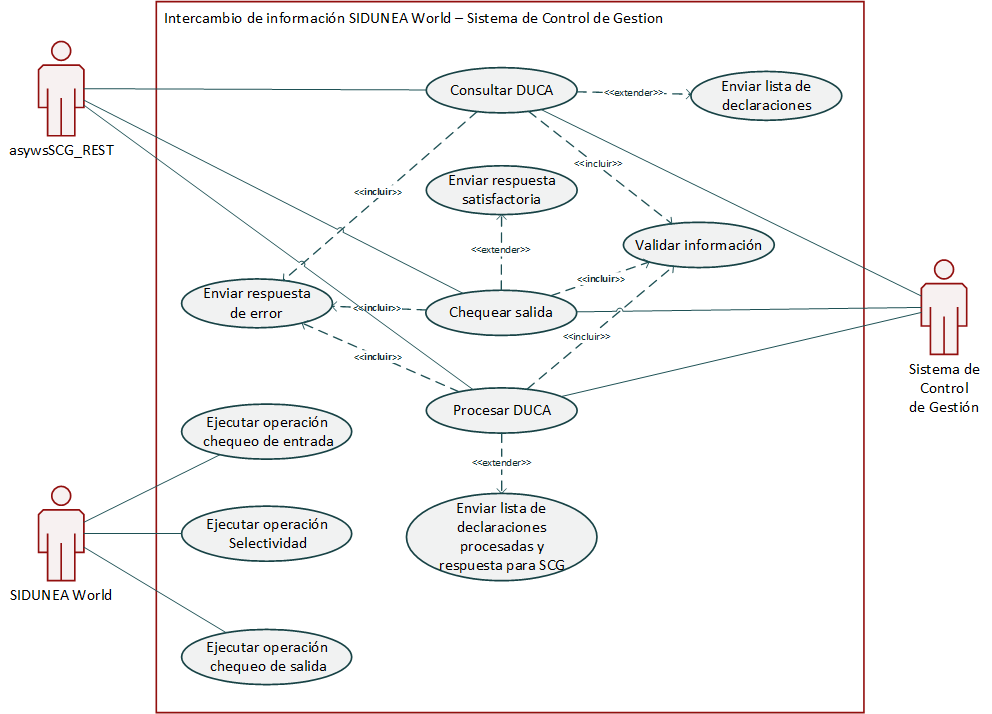 Intercambio de información SIDUNEA World – Sistema de Control de Gestion
asywsSCG_REST
Consultar DUCA
<<extender>>
Enviar lista de
declaraciones
<<incluir>>
<<incluir>>
Enviar respuesta
satisfactoria
<<extender>>
Validar información
<<incluir>>
Enviar respuesta
de error
<<incluir>>
Chequear salida
<<incluir>>
<<incluir>>
Sistema de
Control
de Gestión
Procesar DUCA
Ejecutar operación
chequeo de entrada
<<extender>>
Enviar lista de
declaraciones
procesadas y
respuesta para SCG
Ejecutar operación
Selectividad
SIDUNEA World
Ejecutar operación
chequeo de salida